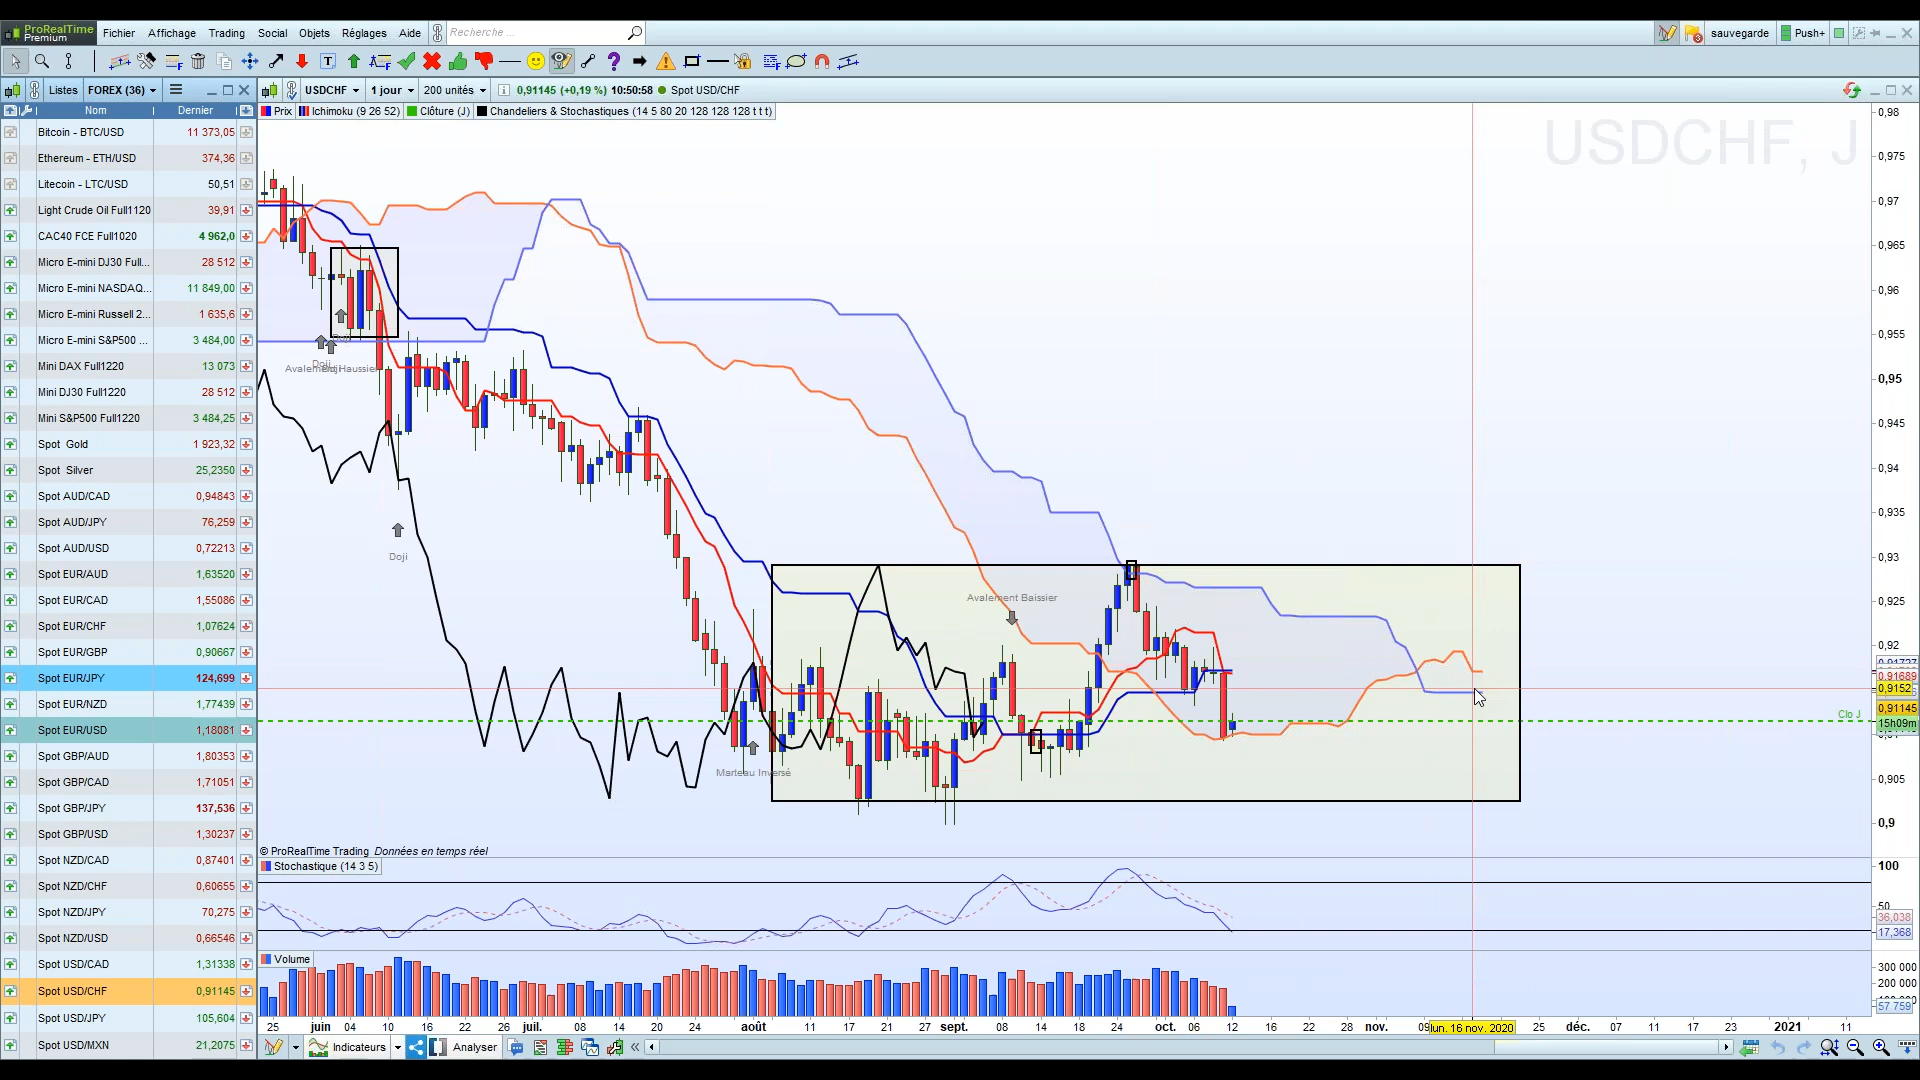 ProRealTime
Premium
Fichier Affichage Trading Social Objets Réglages Aide Recherche ... sauvegarde Push+
Listes FOREX (36) USDCHF 1 jour 200 unités 0,91145 (+0,19 %) 10:50:58 Spot USD/CHF
Nom Dernier
Prix Ichimoku (9 26 52) Clôture (J) Chandeliers & Stochastiques (14 5 80 20 128 128 128 t t t)
USDCHF, J
Bitcoin - BTC/USD 11 373,05
Ethereum - ETH/USD 374,36
Litecoin - LTC/USD 50,51
Light Crude Oil Full1120 39,91
CAC40 FCE Full1020 4 962,0
Micro E-mini DJ30 Full... 28 512
Micro E-mini NASDAQ... 11 849,00
Micro E-mini Russell 2... 1 635,6
Micro E-mini S&P500 ... 3 484,00
Mini DAX Full1220 13 073
Mini DJ30 Full1220 28 512
Mini S&P500 Full1220 3 484,25
Spot Gold 1 923,32
Spot Silver 25,2350
Spot AUD/CAD 0,94843
Spot AUD/JPY 76,259
Spot AUD/USD 0,72213
Spot EUR/AUD 1,63520
Spot EUR/CAD 1,55086
Spot EUR/CHF 1,07624
Spot EUR/GBP 0,90667
Spot EUR/JPY 124,699
Spot EUR/NZD 1,77439
Spot EUR/USD 1,18081
Spot GBP/AUD 1,80353
Spot GBP/CAD 1,71051
Spot GBP/JPY 137,536
Spot GBP/USD 1,30237
Spot NZD/CAD 0,87401
Spot NZD/CHF 0,60655
Spot NZD/JPY 70,275
Spot NZD/USD 0,66546
Spot USD/CAD 1,31338
Spot USD/CHF 0,91145
Spot USD/JPY 105,604
Spot USD/MXN 21,2075
Doji
Avalement Haussier
Doji
Marteau Inversé
Avalement Baissier
0,98
0,975
0,97
0,965
0,96
0,955
0,95
0,945
0,94
0,935
0,93
0,925
0,92
0,91689
0,9152
0,91145
Clo J
15h09m
0,905
0,9
© ProRealTime Trading Données en temps réel
Stochastique (14 3 5)
100
50
36,038
17,368
Volume
300 000
200 000
57 759
25 juin 04 10 16 22 26 juil. 08 14 20 24 août 11 17 21 27 sept. 08 14 18 24 oct. 06 12 16 22 28 nov. 09 lun. 16 nov. 2020 25 déc. 07 11 17 23 2021 11
Indicateurs Analyser